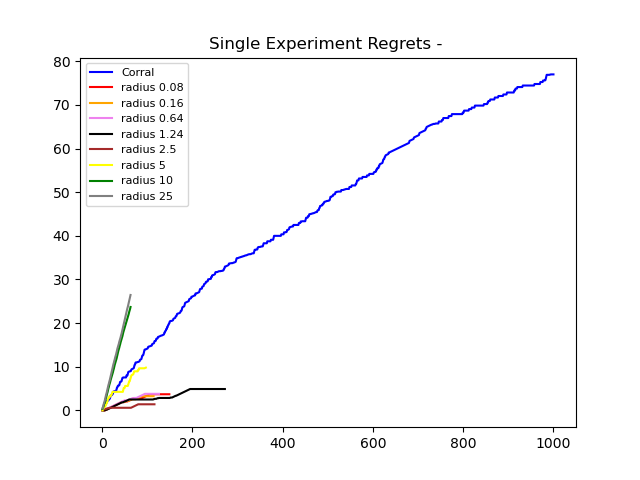 Single Experiment Regrets -
80
70
60
50
40
30
20
10
0
Corral
radius 0.08
radius 0.16
radius 0.64
radius 1.24
radius 2.5
radius 5
radius 10
radius 25
0 200 400 600 800 1000